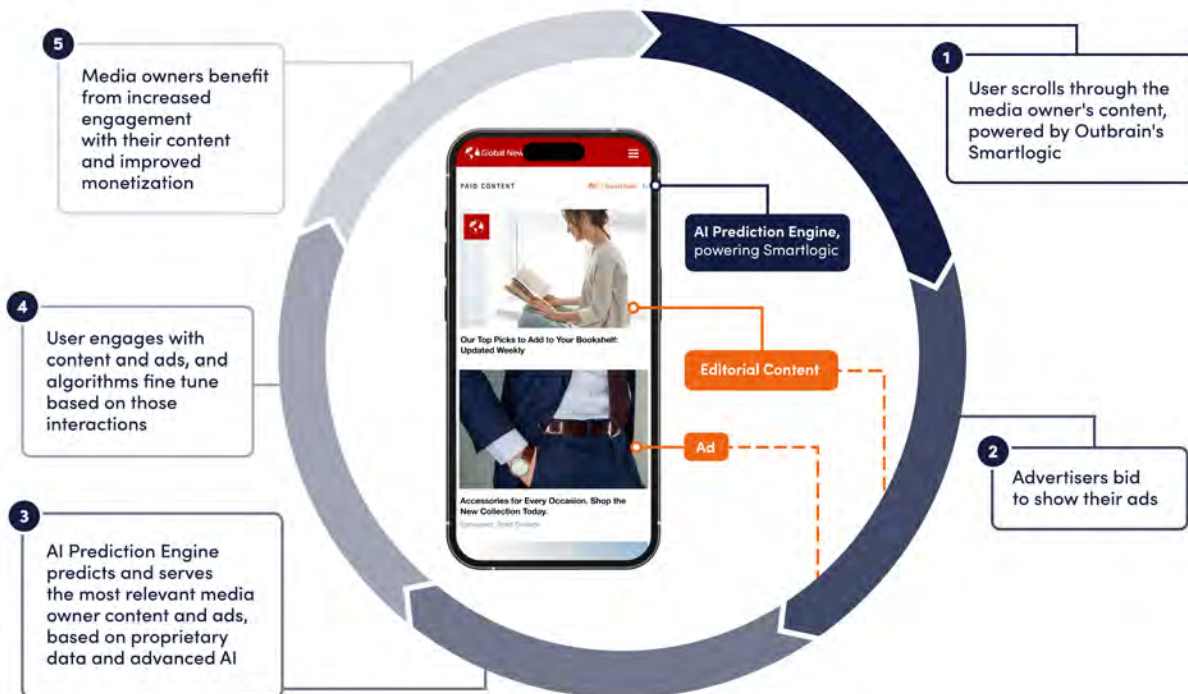 5
Media owners benefit
from increased
engagement
with their content
and improved
monetization
1
User scrolls through the
media owner's content,
powered by Outbrain's
Smartlogic
Global New
PAID CONTENT
AI Prediction Engine,
powering Smartlogic
4
User engages with
content and ads, and
algorithms fine tune
based on those
interactions
Our Top Picks to Add to Your Bookshelf:
Updated Weekly
Editorial Content
Ad
2
Advertisers bid
to show their ads
3
AI Prediction Engine
predicts and serves
the most relevant media
owner content and ads,
based on proprietary
data and advanced AI
Accessories for Every Occasion. Shop the
New Collection Today.